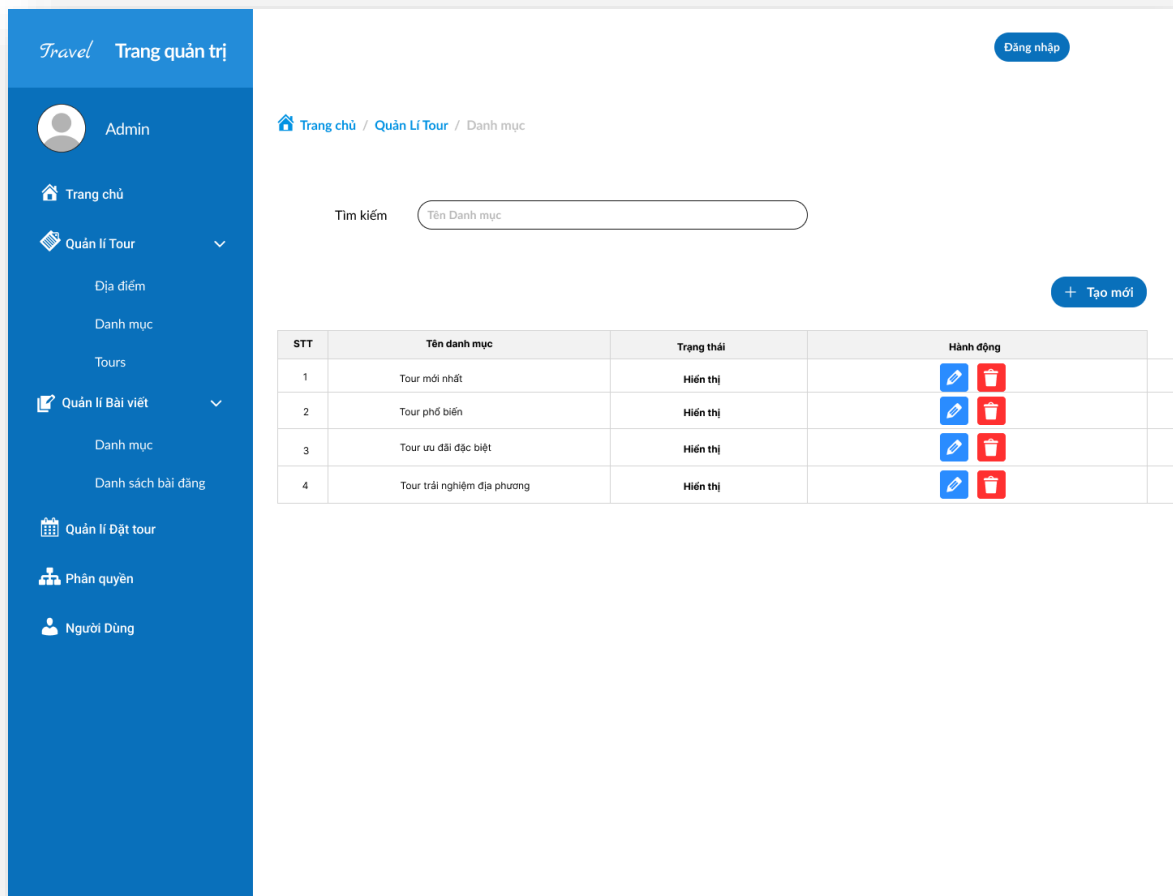 Travel Trang quản trị
Đăng nhập
Admin
Trang chủ / Quản Lí Tour / Danh mục
Trang chủ
Tìm kiếm Tên Danh mục
Quản lí Tour
Địa điểm
Danh mục
Tours
Quản lí Bài viết
Danh mục
Danh sách bài đăng
Quản lí Đặt tour
Phân quyền
Người Dùng
+ Tạo mới
STT Tên danh mục Trạng thái Hành động
1 Tour mới nhất Hiển thị
2 Tour phổ biến Hiển thị
3 Tour ưu đãi đặc biệt Hiển thị
4 Tour trải nghiệm địa phương Hiển thị